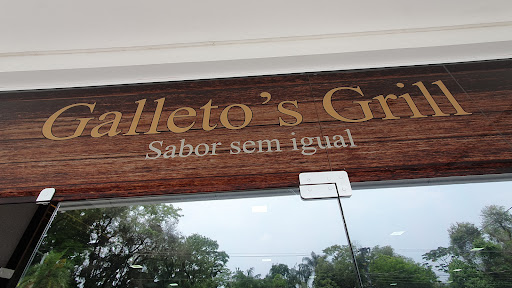 Galleto's Grill
Sabor sem igual